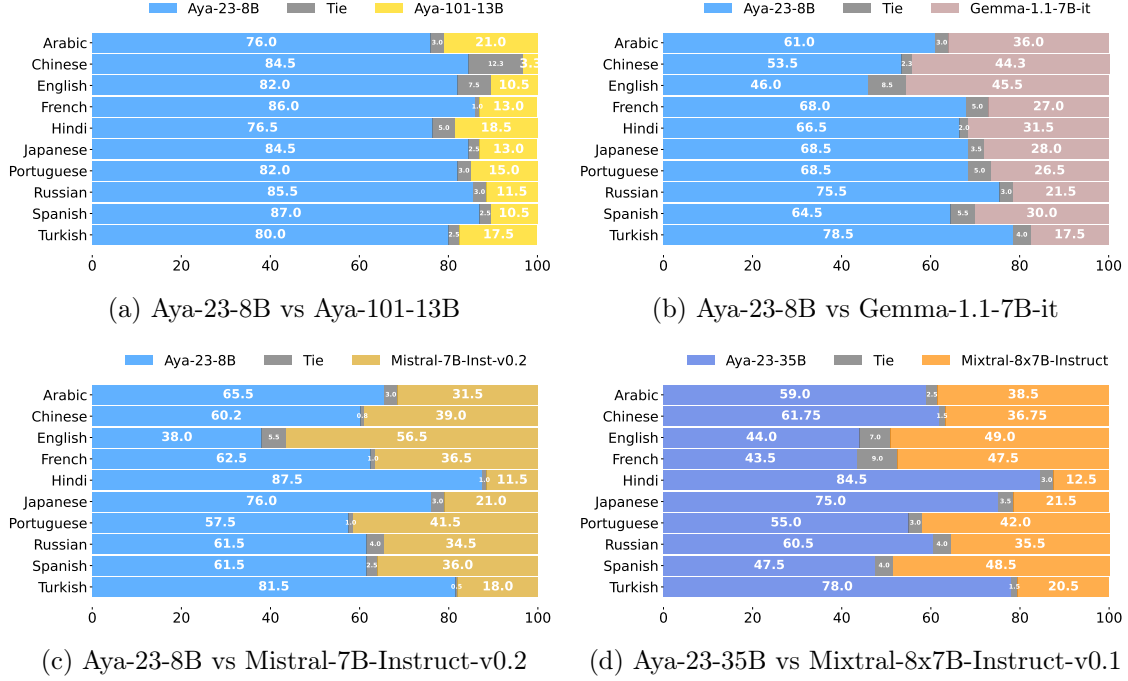 Aya-23-8B Tie Aya-101-13B
Arabic 76.0 3.0 21.0
Chinese 84.5 12.3 3.3
English 82.0 7.5 10.5
French 86.0 1.0 13.0
Hindi 76.5 5.0 18.5
Japanese 84.5 2.5 13.0
Portuguese 82.0 3.0 15.0
Russian 85.5 3.0 11.5
Spanish 87.0 2.5 10.5
Turkish 80.0 2.5 17.5
0 20 40 60 80 100
(a) Aya-23-8B vs Aya-101-13B
Aya-23-8B Tie Gemma-1.1-7B-it
Arabic 61.0 3.0 36.0
Chinese 53.5 2.3 44.3
English 46.0 8.5 45.5
French 68.0 5.0 27.0
Hindi 66.5 2.0 31.5
Japanese 68.5 3.5 28.0
Portuguese 68.5 5.0 26.5
Russian 75.5 3.0 21.5
Spanish 64.5 5.5 30.0
Turkish 78.5 4.0 17.5
0 20 40 60 80 100
(b) Aya-23-8B vs Gemma-1.1-7B-it
Aya-23-8B Tie Mistral-7B-Inst-v0.2
Arabic 65.5 3.0 31.5
Chinese 60.2 0.8 39.0
English 38.0 5.5 56.5
French 62.5 1.0 36.5
Hindi 87.5 1.0 11.5
Japanese 76.0 3.0 21.0
Portuguese 57.5 1.0 41.5
Russian 61.5 4.0 34.5
Spanish 61.5 2.5 36.0
Turkish 81.5 0.5 18.0
0 20 40 60 80 100
(c) Aya-23-8B vs Mistral-7B-Instruct-v0.2
Aya-23-35B Tie Mixtral-8x7B-Instruct
Arabic 59.0 2.5 38.5
Chinese 61.75 1.5 36.75
English 44.0 7.0 49.0
French 43.5 9.0 47.5
Hindi 84.5 3.0 12.5
Japanese 75.0 3.5 21.5
Portuguese 55.0 3.0 42.0
Russian 60.5 4.0 35.5
Spanish 47.5 4.0 48.5
Turkish 78.0 1.5 20.5
0 20 40 60 80 100
(d) Aya-23-35B vs Mixtral-8x7B-Instruct-v0.1